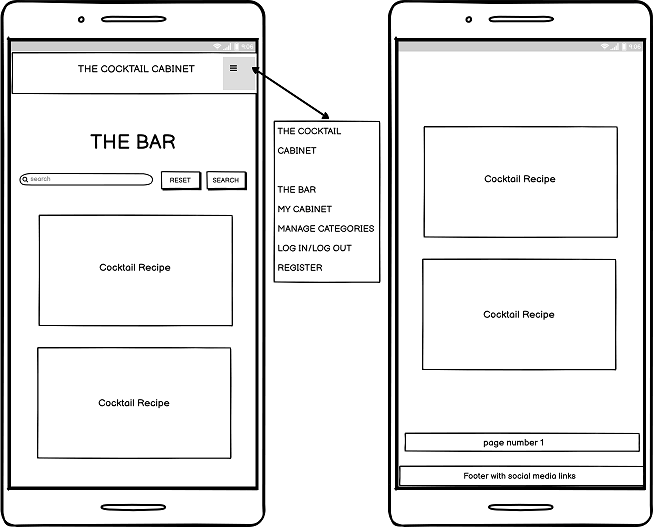 9:06
THE COCKTAIL CABINET
THE BAR
search
RESET
SEARCH
Cocktail Recipe
Cocktail Recipe
THE COCKTAIL
CABINET
THE BAR
MY CABINET
MANAGE CATEGORIES
LOG IN/LOG OUT
REGISTER
9:06
Cocktail Recipe
Cocktail Recipe
page number 1
Footer with social media links